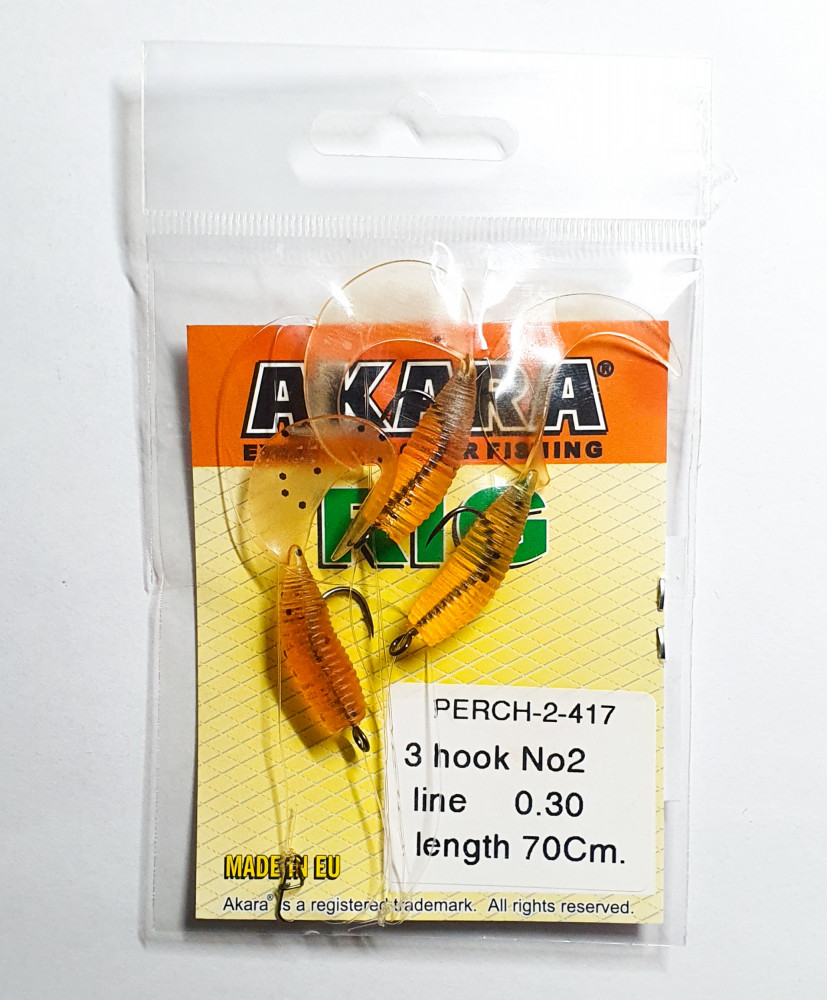 AKARA®
FISHING
RIG
PERCH-2-417
3 hook No2
line 0.30
length 70Cm.
MADE IN EU
Akara® is a registered trademark. All rights reserved.